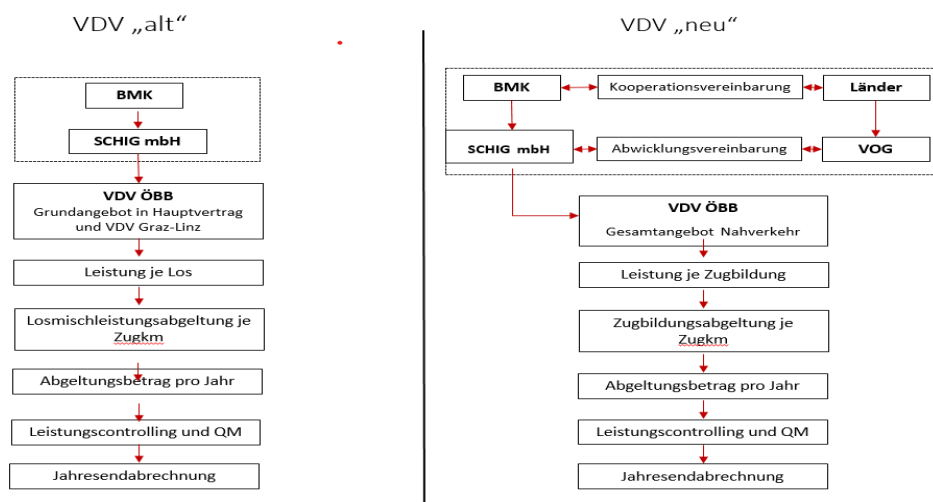 VDV „alt“
BMK
SCHIG mbH
VDV ÖBB
Grundangebot in Hauptvertrag
und VDV Graz-Linz
Leistung je Los
Losmischleistungsabgeltung je
Zugkm
Abgeltungsbetrag pro Jahr
Leistungscontrolling und QM
Jahresendabrechnung
VDV „neu“
BMK
Kooperationsvereinbarung
Länder
SCHIG mbH
Abwicklungsvereinbarung
VOG
VDV ÖBB
Gesamtangebot Nahverkehr
Leistung je Zugbildung
Zugbildungsabgeltung je
Zugkm
Abgeltungsbetrag pro Jahr
Leistungscontrolling und QM
Jahresendabrechnung